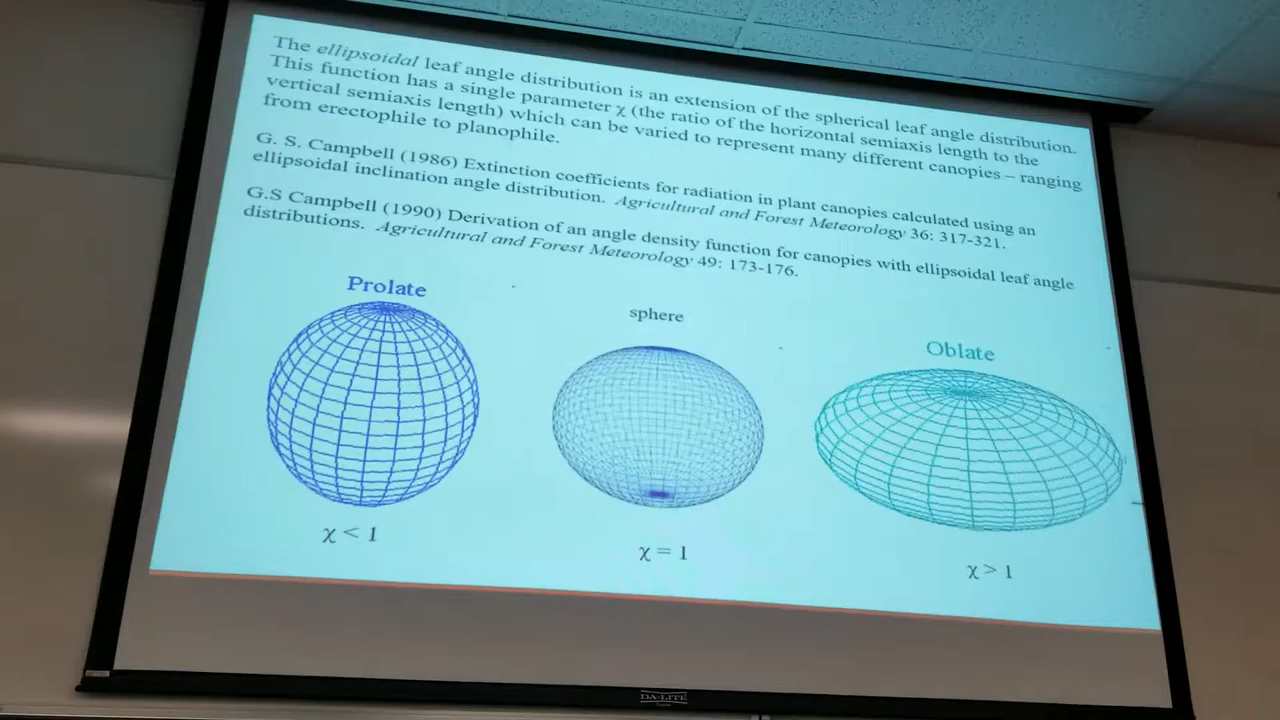 The ellipsoidal leaf angle distribution is an extension of the spherical leaf angle distribution.
This function has a single parameter χ (the ratio of the horizontal semiaxis length to the
vertical semiaxis length) which can be varied to represent many different canopies – ranging
from erectophile to planophile.
G. S. Campbell (1986) Extinction coefficients for radiation in plant canopies calculated using an
ellipsoidal inclination angle distribution. Agricultural and Forest Meteorology 36: 317-321.
G.S Campbell (1990) Derivation of an angle density function for canopies with ellipsoidal leaf angle
distributions. Agricultural and Forest Meteorology 49: 173-176.
Prolate
sphere
Oblate
χ < 1
χ = 1
χ > 1
DA-LITE